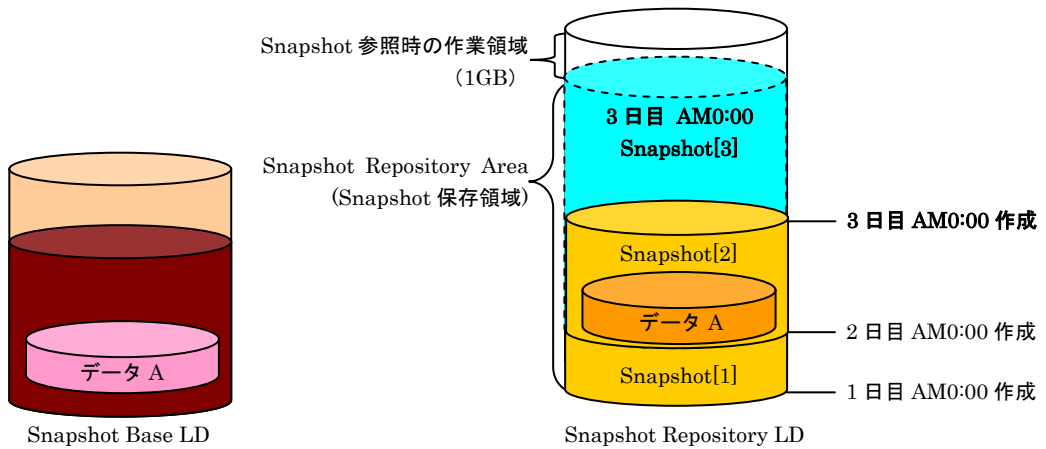 Snapshot 参照時の作業領域
（1GB）
3 日目 AM0:00
Snapshot[3]
Snapshot Repository Area
(Snapshot 保存領域)
3 日目 AM0:00 作成
Snapshot[2]
データ A
2 日目 AM0:00 作成
データ A
Snapshot[1]
1 日目 AM0:00 作成
Snapshot Base LD
Snapshot Repository LD